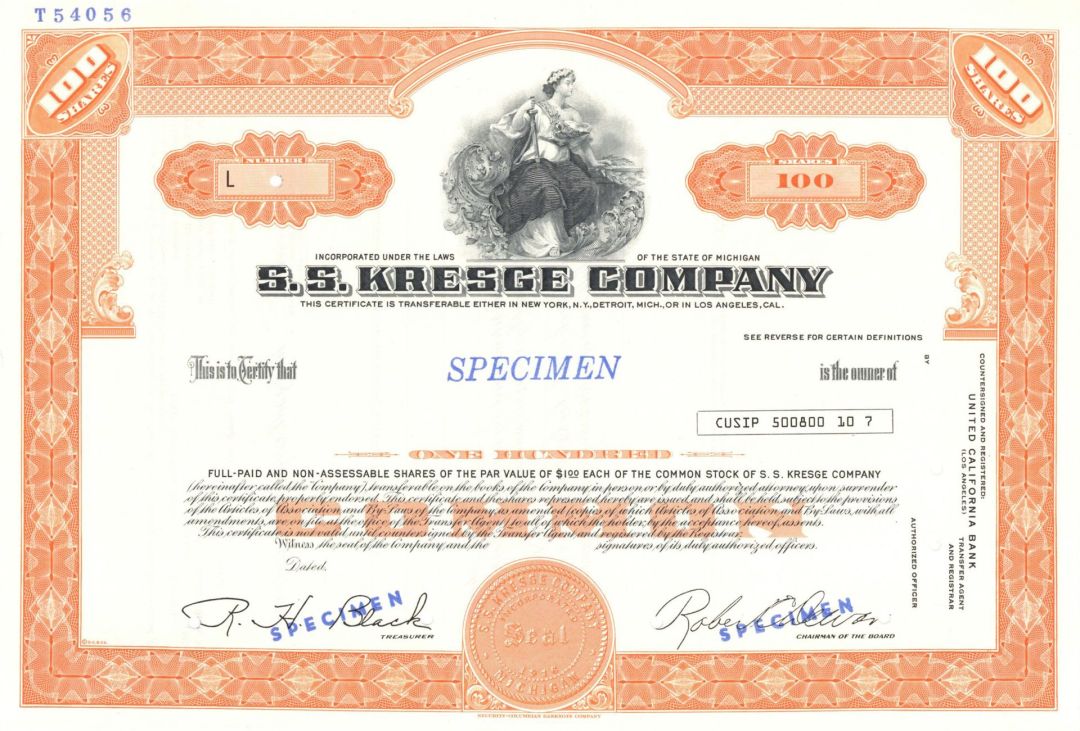 T54056
100 SHARES
100 SHARES
NUMBER
L
SHARES
100
INCORPORATED UNDER THE LAWS OF THE STATE OF MICHIGAN
S.S. KRESGE COMPANY
THIS CERTIFICATE IS TRANSFERABLE EITHER IN NEW YORK, N.Y., DETROIT, MICH., OR IN LOS ANGELES, CAL.
SEE REVERSE FOR CERTAIN DEFINITIONS
This is to Certify that SPECIMEN is the owner of
CUSIP 500800 10 7
ONE HUNDRED
FULL-PAID AND NON-ASSESSABLE SHARES OF THE PAR VALUE OF $1.00 EACH OF THE COMMON STOCK OF S. S. KRESGE COMPANY
(hereinafter called the Company), transferable on the books of the Company in person or by duly authorized attorney, upon surrender
of this certificate properly endorsed. This certificate and the shares represented hereby are issued and shall be held subject to the provisions
of the Articles of Association and By-Laws of the Company as amended (copies of which Articles of Association and By-Laws, with all
amendments, are on file at the office of the Transfer Agent) to all of which the holder, by the acceptance hereof, assents.
This certificate is not valid until countersigned by the Transfer Agent and registered by the Registrar.
COMMON
Witness, the seal of the Company and the signatures of its duly authorized officers.
Dated,
R. H. Black
SPECIMEN
TREASURER
S. S. KRESGE COMPANY
INCORPORATED
Seal
1916
MICHIGAN
SPECIMEN
CHAIRMAN OF THE BOARD
COUNTERSIGNED AND REGISTERED:
UNITED CALIFORNIA BANK
(LOS ANGELES) TRANSFER AGENT
AND REGISTRAR
BY
AUTHORIZED OFFICER
SECURITY-COLUMBIAN BANKNOTE COMPANY